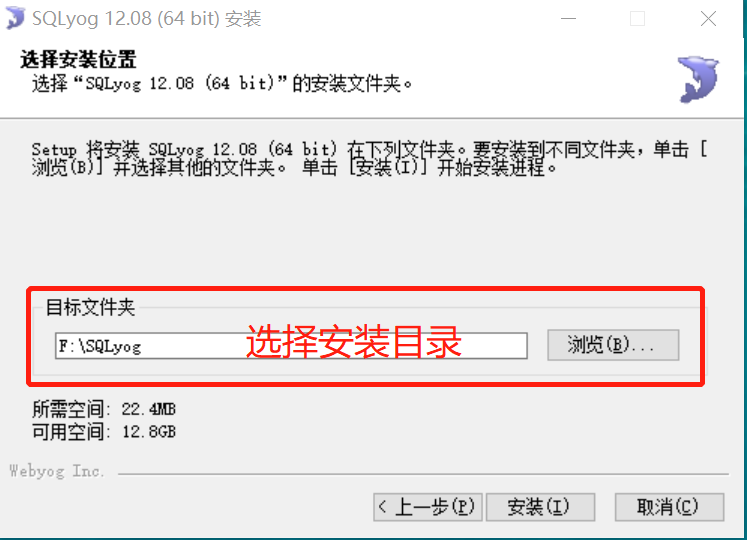 SQLyog 12.08 (64 bit) 安装
选择安装位置
选择“SQLyog 12.08 (64 bit)”的安装文件夹。
Setup 将安装 SQLyog 12.08 (64 bit) 在下列文件夹。要安装到不同文件夹，单击 [
浏览(B)] 并选择其他的文件夹。 单击 [安装(I)] 开始安装进程。
目标文件夹
F:\SQLyog
选择安装目录
浏览(B)...
所需空间: 22.4MB
可用空间: 12.8GB
Webyog Inc.
< 上一步(P)
安装(I)
取消(C)